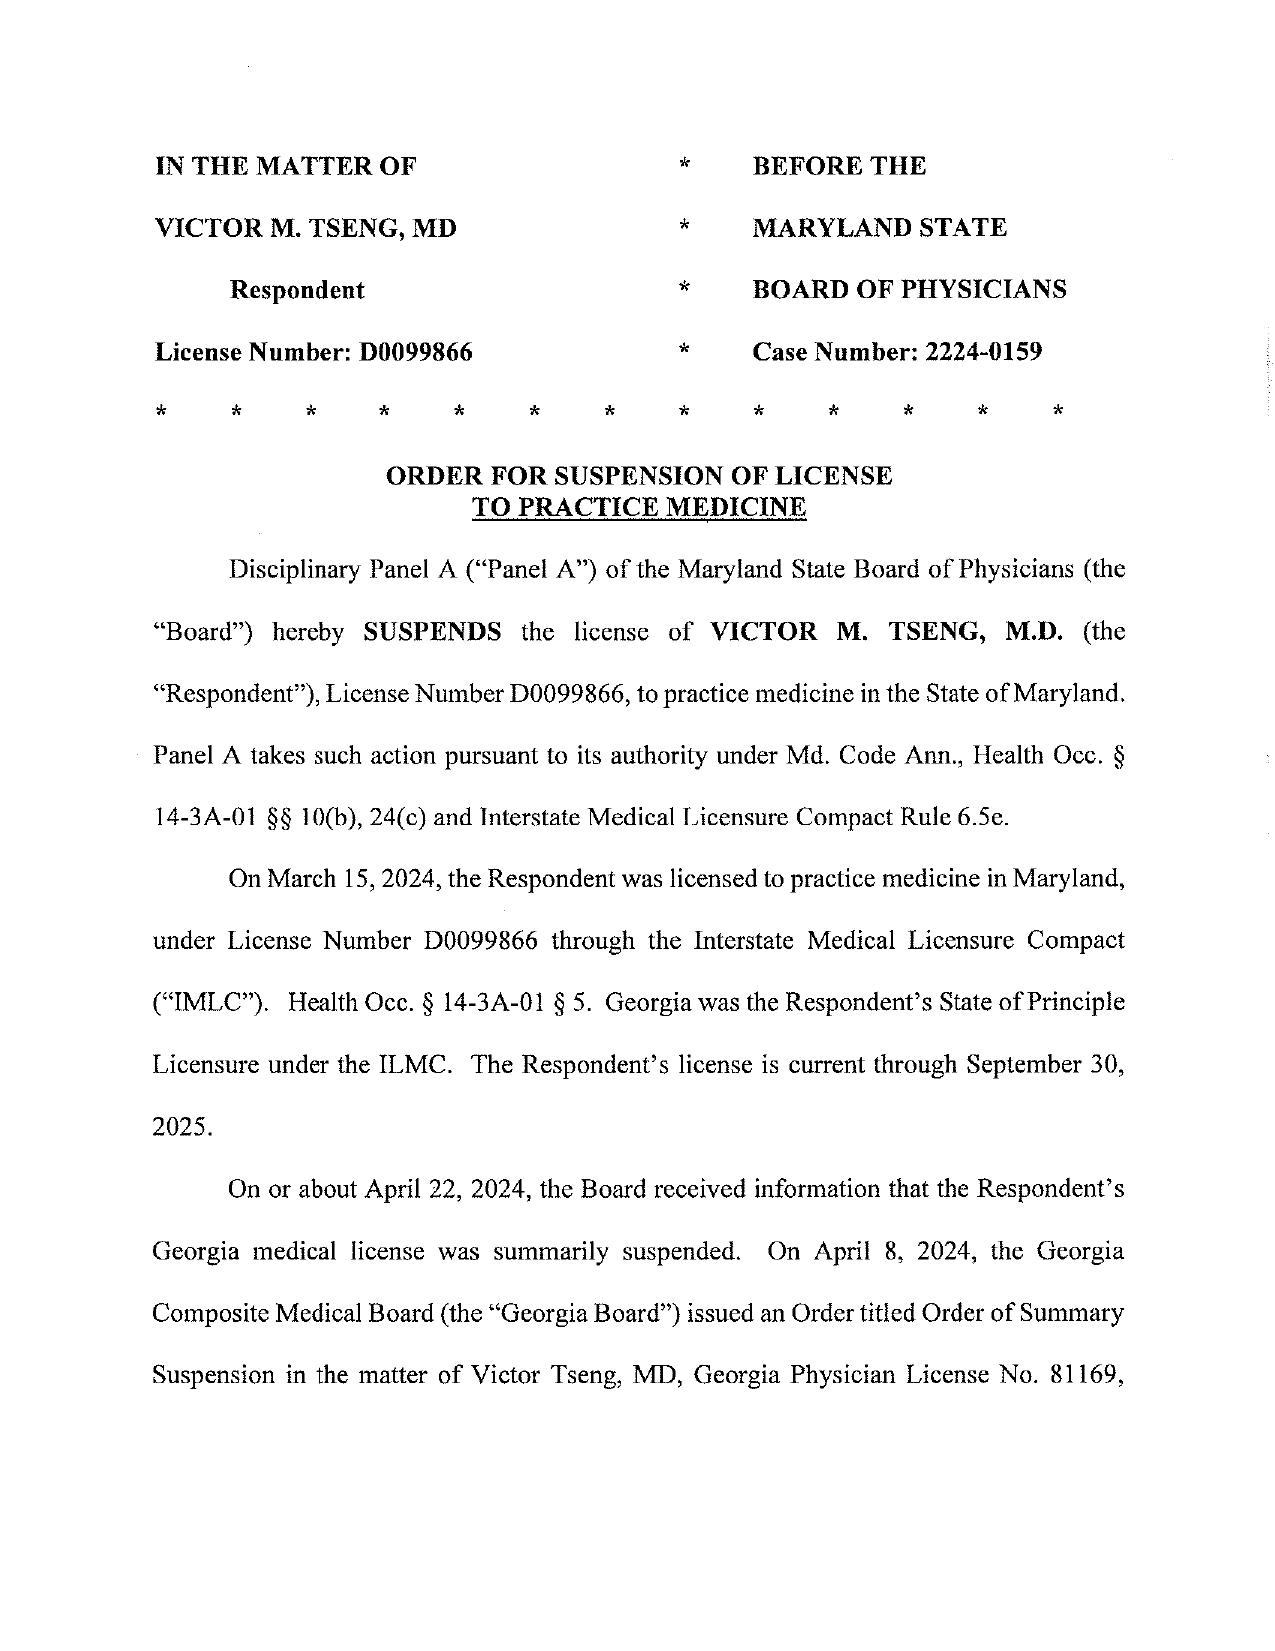 IN THE MATTER OF * BEFORE THE
VICTOR M. TSENG, MD * MARYLAND STATE
Respondent * BOARD OF PHYSICIANS
License Number: D0099866 * Case Number: 2224-0159
* * * * * * * * * * * * *
ORDER FOR SUSPENSION OF LICENSE
TO PRACTICE MEDICINE
Disciplinary Panel A (“Panel A”) of the Maryland State Board of Physicians (the
“Board”) hereby SUSPENDS the license of VICTOR M. TSENG, M.D. (the
“Respondent”), License Number D0099866, to practice medicine in the State of Maryland.
Panel A takes such action pursuant to its authority under Md. Code Ann., Health Occ. §
14-3A-01 §§ 10(b), 24(c) and Interstate Medical Licensure Compact Rule 6.5e.
On March 15, 2024, the Respondent was licensed to practice medicine in Maryland,
under License Number D0099866 through the Interstate Medical Licensure Compact
(“IMLC”). Health Occ. § 14-3A-01 § 5. Georgia was the Respondent’s State of Principle
Licensure under the ILMC. The Respondent’s license is current through September 30,
2025.
On or about April 22, 2024, the Board received information that the Respondent’s
Georgia medical license was summarily suspended. On April 8, 2024, the Georgia
Composite Medical Board (the “Georgia Board”) issued an Order titled Order of Summary
Suspension in the matter of Victor Tseng, MD, Georgia Physician License No. 81169,